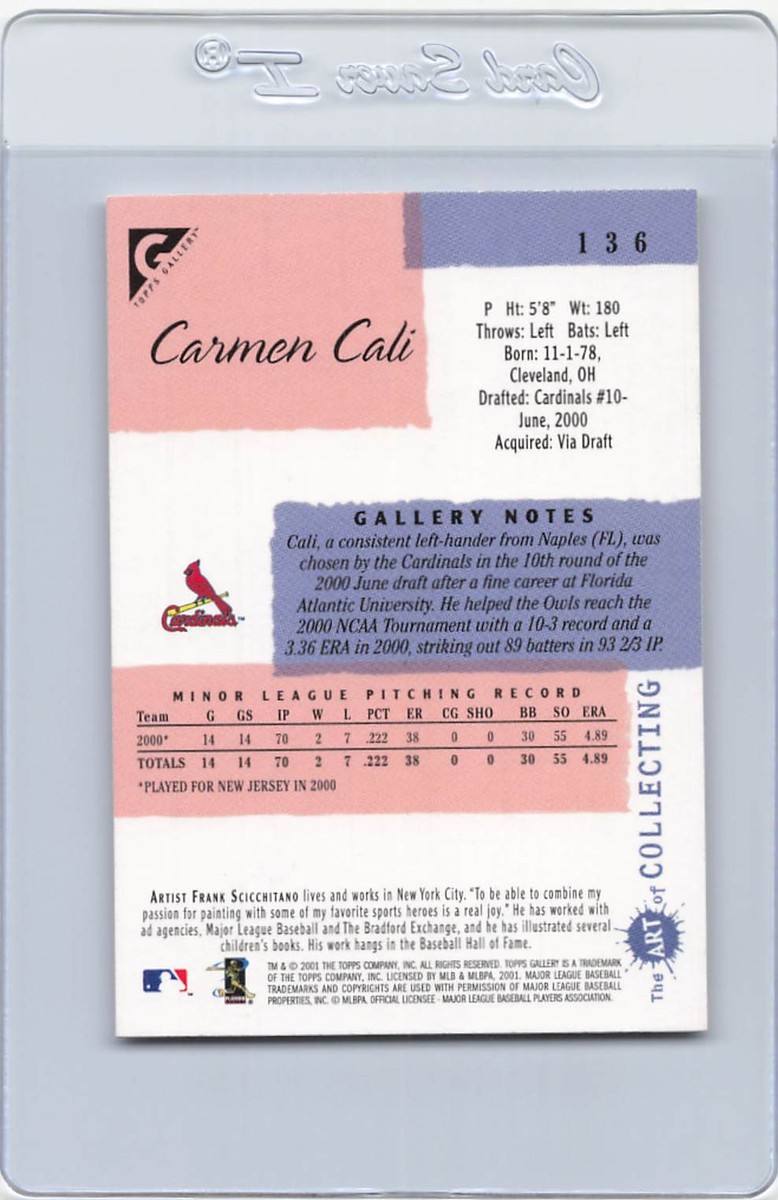 Card Saver I®
136
G
TOPPS GALLERY™
Carmen Cali
P Ht: 5'8" Wt: 180
Throws: Left Bats: Left
Born: 11-1-78,
Cleveland, OH
Drafted: Cardinals #10-
June, 2000
Acquired: Via Draft
GALLERY NOTES
Cali, a consistent left-hander from Naples (FL), was
chosen by the Cardinals in the 10th round of the
2000 June draft after a fine career at Florida
Atlantic University. He helped the Owls reach the
2000 NCAA Tournament with a 10-3 record and a
3.36 ERA in 2000, striking out 89 batters in 93 2/3 IP.
Cardinals™
MINOR LEAGUE PITCHING RECORD
Team G GS IP W L PCT ER CG SHO BB SO ERA
2000* 14 14 70 2 7 .222 38 0 0 30 55 4.89
TOTALS 14 14 70 2 7 .222 38 0 0 30 55 4.89
*PLAYED FOR NEW JERSEY IN 2000
The ART of COLLECTING
ARTIST FRANK SCICCHITANO lives and works in New York City. "To be able to combine my
passion for painting with some of my favorite sports heroes is a real joy." He has worked with
ad agencies, Major League Baseball and The Bradford Exchange, and he has illustrated several
children's books. His work hangs in the Baseball Hall of Fame.
TM & © 2001 THE TOPPS COMPANY, INC. ALL RIGHTS RESERVED. TOPPS GALLERY IS A TRADEMARK
OF THE TOPPS COMPANY, INC. LICENSED BY MLB & MLBPA, 2001. MAJOR LEAGUE BASEBALL
TRADEMARKS AND COPYRIGHTS ARE USED WITH PERMISSION OF MAJOR LEAGUE BASEBALL
PROPERTIES, INC. © MLBPA. OFFICIAL LICENSEE - MAJOR LEAGUE BASEBALL PLAYERS ASSOCIATION.